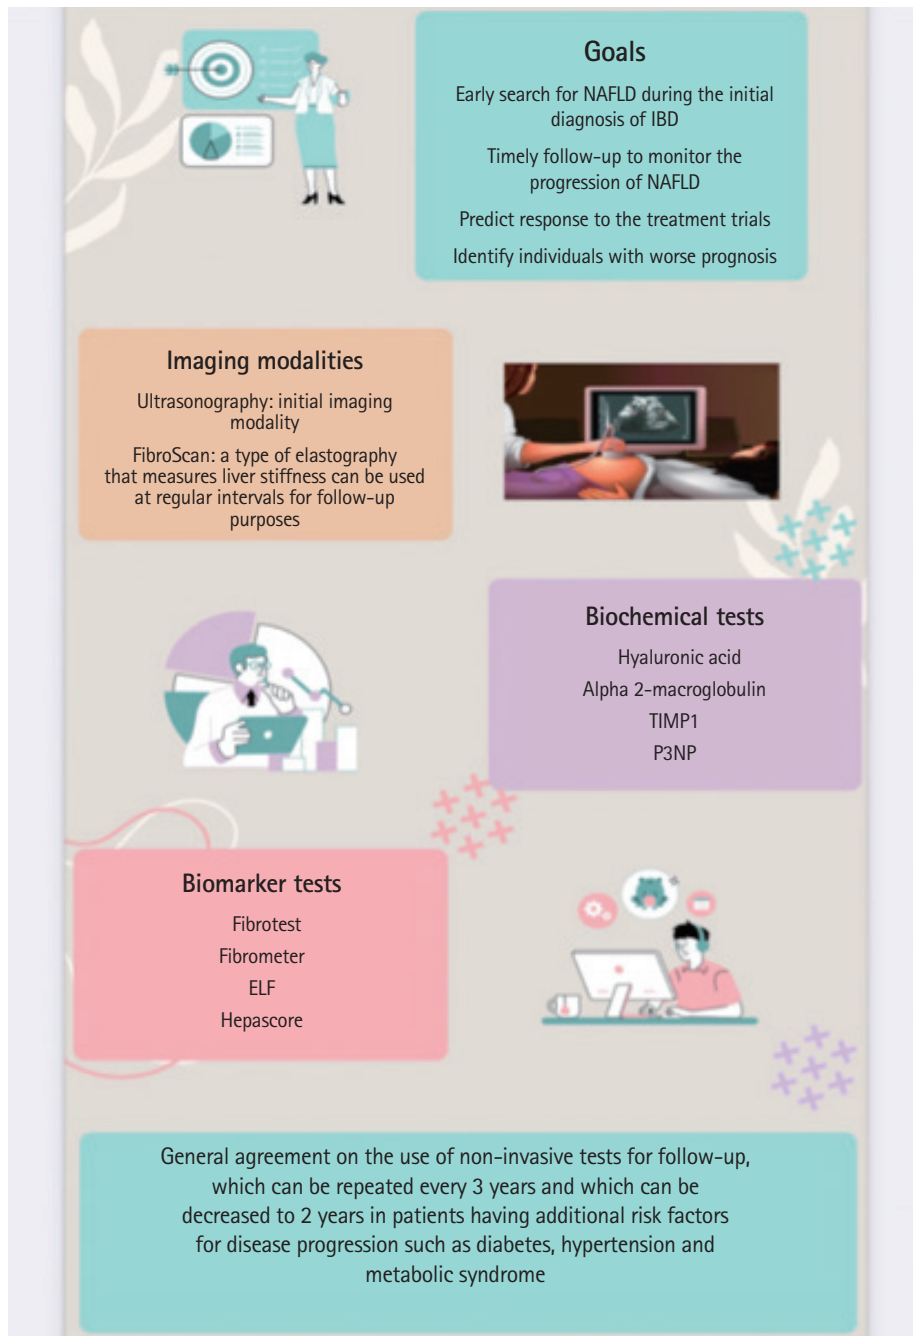 Goals
Early search for NAFLD during the initial
diagnosis of IBD
Timely follow-up to monitor the
progression of NAFLD
Predict response to the treatment trials
Identify individuals with worse prognosis
Imaging modalities
Ultrasonography: initial imaging
modality
FibroScan: a type of elastography
that measures liver stiffness can be used
at regular intervals for follow-up
purposes
Biochemical tests
Hyaluronic acid
Alpha 2-macroglobulin
TIMP1
P3NP
Biomarker tests
Fibrotest
Fibrometer
ELF
Hepascore
General agreement on the use of non-invasive tests for follow-up,
which can be repeated every 3 years and which can be
decreased to 2 years in patients having additional risk factors
for disease progression such as diabetes, hypertension and
metabolic syndrome